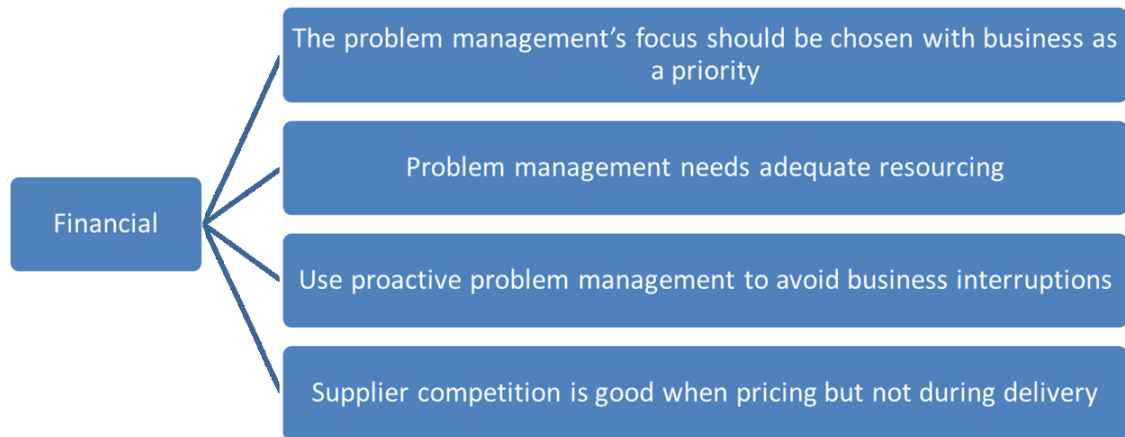 The problem management’s focus should be chosen with business as
a priority
Problem management needs adequate resourcing
Financial
Use proactive problem management to avoid business interruptions
Supplier competition is good when pricing but not during delivery